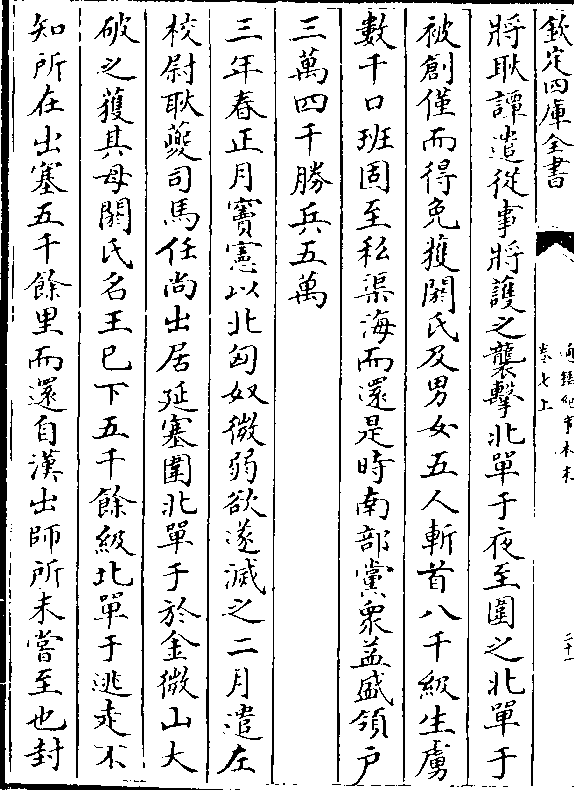 欽定四庫全書
通鑑紀事本末
卷七上
二十一
將耿譚遣從事將護之襲擊北單于夜至圍之北單于
被創僅而得免獲閼氏及男女五人斬首八千級生虜
數千口班固至私渠海而還是時南部黨衆益盛領户
三萬四千勝兵五萬
三年春正月竇憲以北匈奴微弱欲遂滅之二月遣左
校尉耿夔司馬任尚出居延塞圍北單于於金微山大
破之獲其母閼氏名王已下五千餘級北單于逃走不
知所在出塞五千餘里而還自漢出師所未嘗至也封